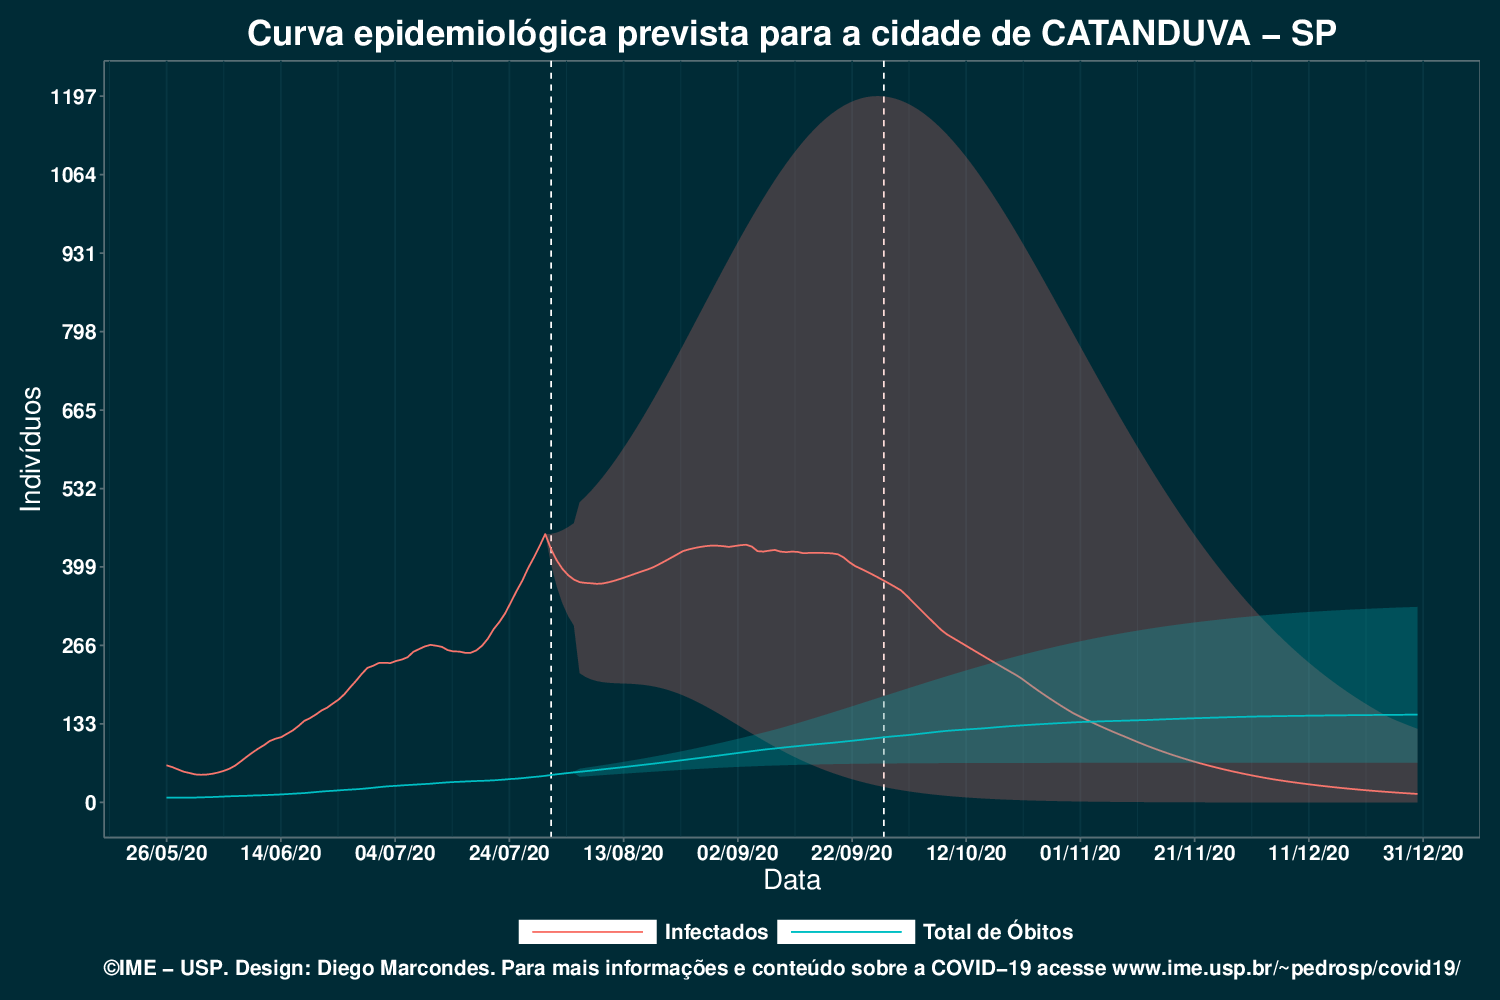 Curva epidemiológica prevista para a cidade de CATANDUVA – SP
Indivíduos
1197
1064
931
798
665
532
399
266
133
0
26/05/20 14/06/20 04/07/20 24/07/20 13/08/20 02/09/20 22/09/20 12/10/20 01/11/20 21/11/20 11/12/20 31/12/20
Data
Infectados Total de Óbitos
©IME – USP. Design: Diego Marcondes. Para mais informações e conteúdo sobre a COVID–19 acesse www.ime.usp.br/~pedrosp/covid19/